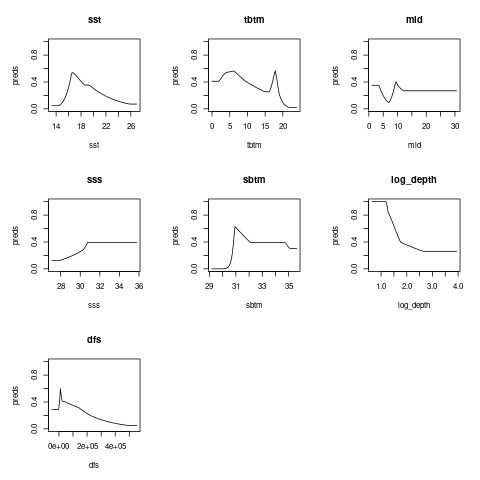 sst
preds
0.0 0.4 0.8
14 18 22 26
sst
tbtm
preds
0.0 0.4 0.8
0 5 10 15 20
tbtm
mld
preds
0.0 0.4 0.8
0 5 10 20 30
mld
sss
preds
0.0 0.4 0.8
28 30 32 34 36
sss
sbtm
preds
0.0 0.4 0.8
29 31 33 35
sbtm
log_depth
preds
0.0 0.4 0.8
1.0 2.0 3.0 4.0
log_depth
dfs
preds
0.0 0.4 0.8
0e+00 2e+05 4e+05
dfs